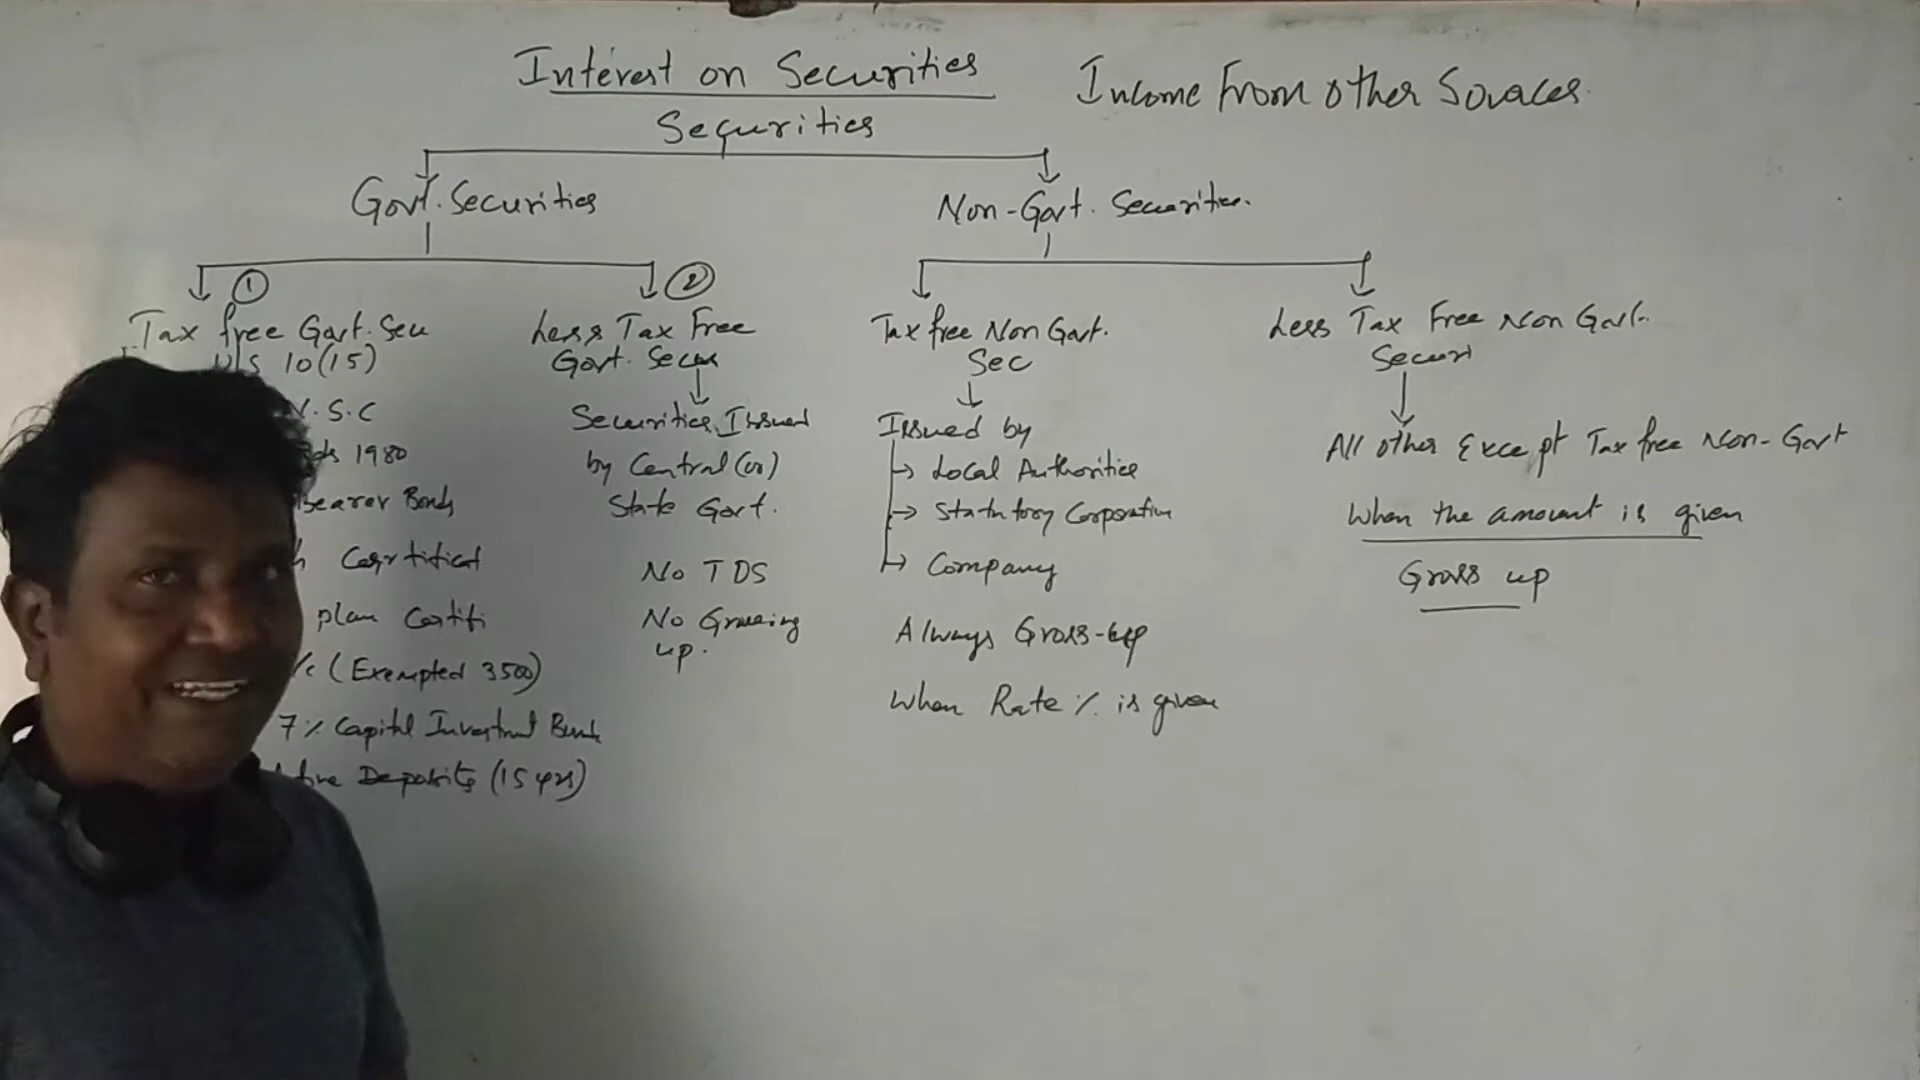 Interest on Securities
Income From other Sources
Securities
Govt. Securities
Non-Govt. Securities.
①
Tax free Govt. Sec
U/S 10(15)
.S.C
1980
Bearer Bonds
plan Certifi
(Exempted 3500)
7% Capital Investment Bonds
Deposits (15 yrs)
②
Less Tax Free
Govt. Secur
Securities Issued
by Central (or)
State Govt.
No TDS
No Grossing
up.
Tax free Non Govt.
Sec
Issued by
Local Authorities
Statutory Corporation
Company
Always Gross-up
When Rate % is given
Less Tax Free Non Govt.
Securi
All other Except Tax free Non-Govt
When the amount is given
Gross up